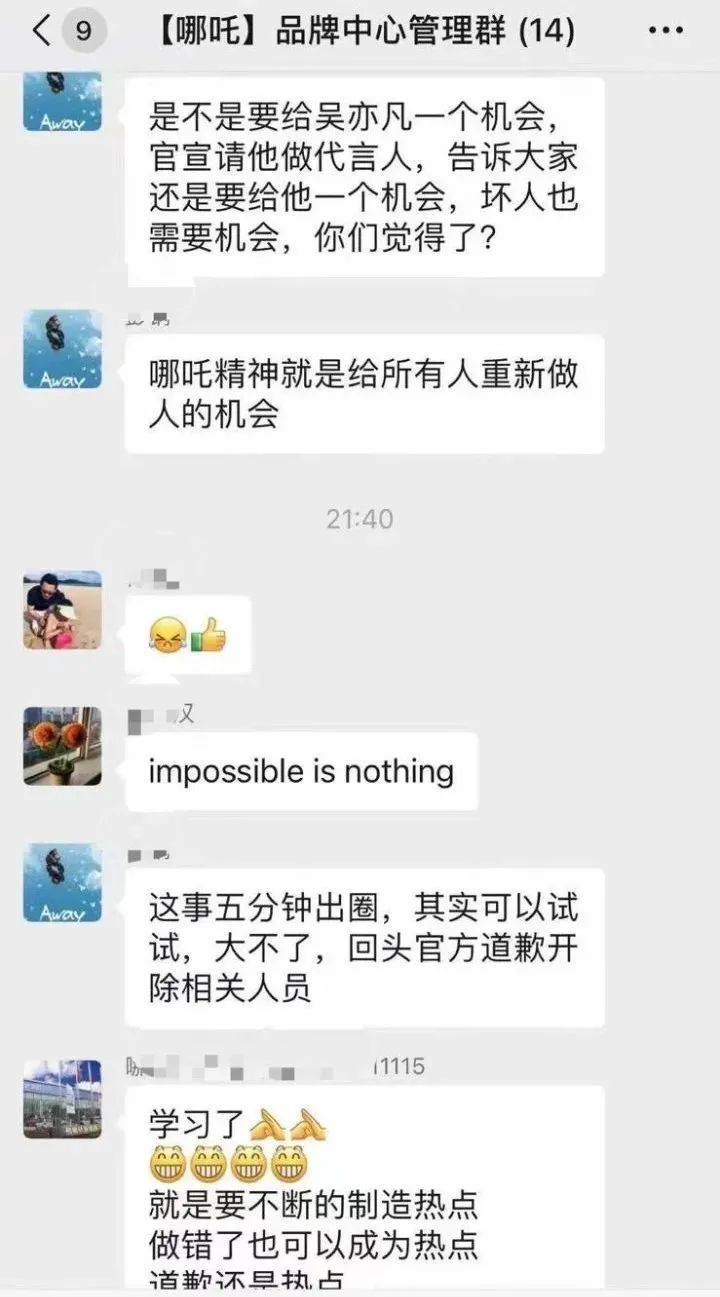 9
【哪吒】品牌中心管理群 (14)
Away
是不是要给吴亦凡一个机会，
官宣请他做代言人，告诉大家
还是要给他一个机会，坏人也
需要机会，你们觉得了？
Away
哪吒精神就是给所有人重新做
人的机会
21:40
汉
impossible is nothing
Away
这事五分钟出圈，其实可以试
试，大不了，回头官方道歉开
除相关人员
1115
学习了
就是要不断的制造热点
做错了也可以成为热点
道歉还是热点